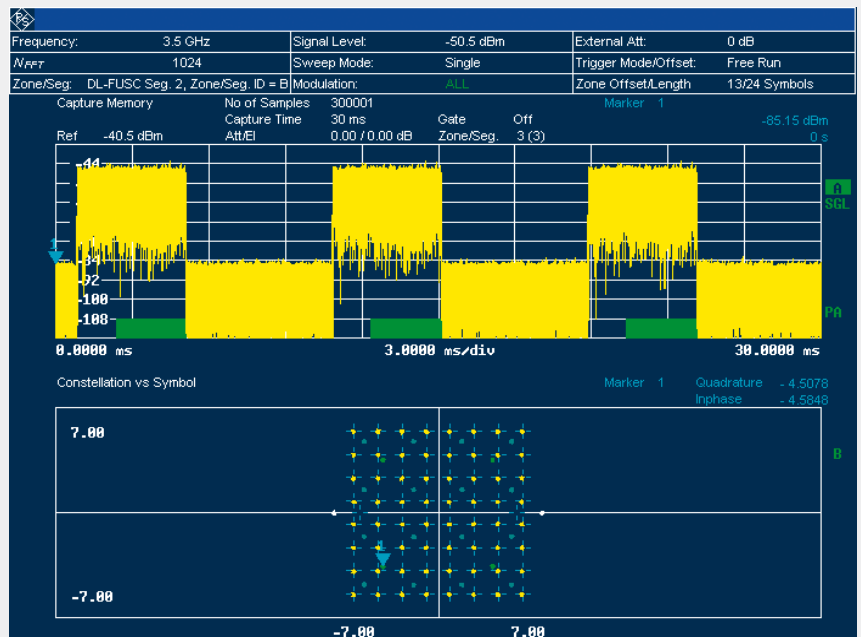 R&S
Frequency: 3.5 GHz Signal Level: -50.5 dBm External Att: 0 dB
NFFT 1024 Sweep Mode: Single Trigger Mode/Offset: Free Run
Zone/Seg: DL-FUSC Seg. 2, Zone/Seg. ID = B Modulation: ALL Zone Offset/Length 13/24 Symbols
Capture Memory No of Samples 300001 Marker 1
Capture Time 30 ms Gate Off -85.15 dBm
Ref -40.5 dBm Att/El 0.00 / 0.00 dB Zone/Seg. 3 (3) 0 s
-44
A
SGL
1
-84
-92
-100
-108
PA
0.0000 ms 3.0000 ms/div 30.0000 ms
Constellation vs Symbol Marker 1 Quadrature - 4.5078
Inphase - 4.5848
7.00
B
1
-7.00
-7.00 7.00